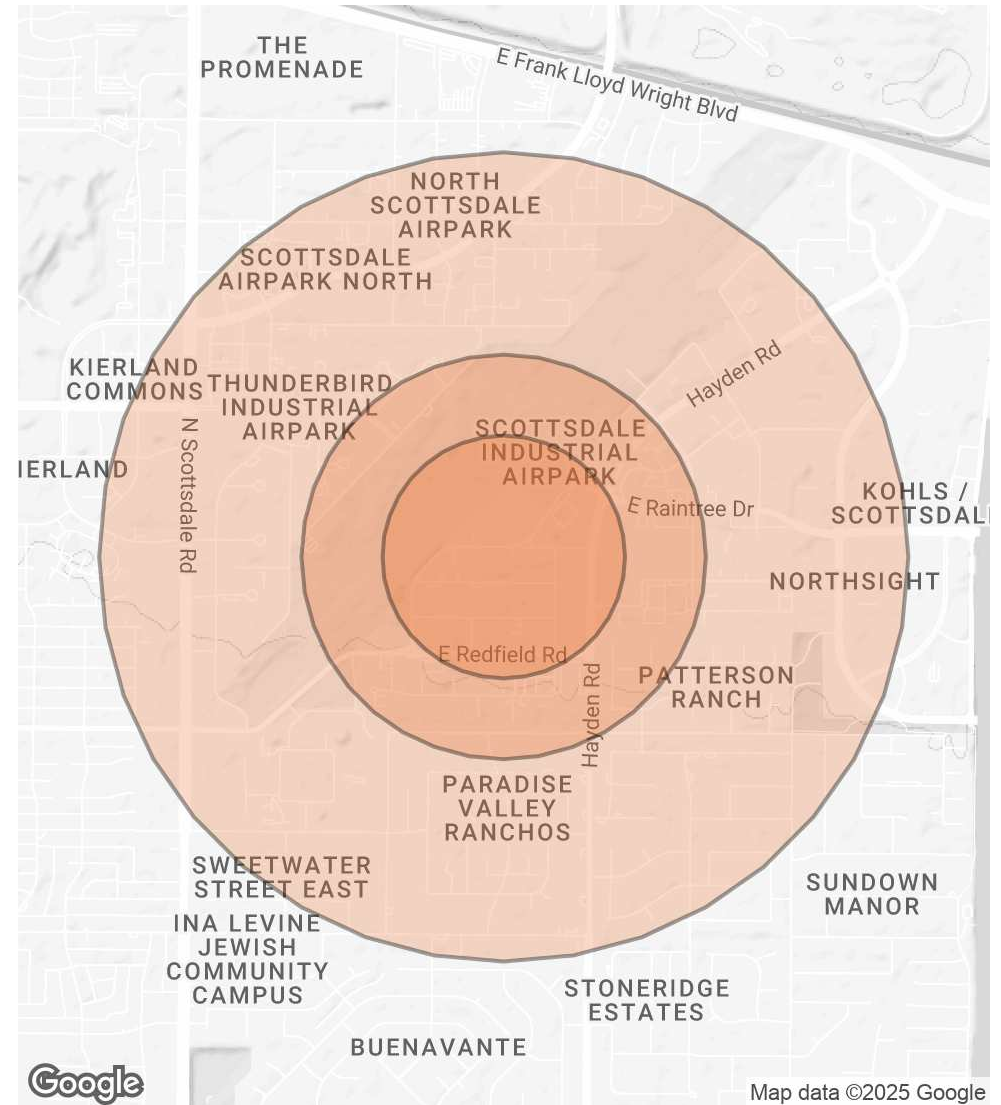 THE
PROMENADE
E Frank Lloyd Wright Blvd
NORTH
SCOTTSDALE
AIRPARK
SCOTTSDALE
AIRPARK NORTH
Hayden Rd
KIERLAND
COMMONS
THUNDERBIRD
INDUSTRIAL
AIRPARK
SCOTTSDALE
INDUSTRIAL
AIRPARK
N Scottsdale Rd
IERLAND
E Raintree Dr
KOHLS /
SCOTTSDAL
NORTHSIGHT
E Redfield Rd
Hayden Rd
PATTERSON
RANCH
PARADISE
VALLEY
RANCHOS
SWEETWATER
STREET EAST
SUNDOWN
MANOR
INA LEVINE
JEWISH
COMMUNITY
CAMPUS
STONERIDGE
ESTATES
BUENAVANTE
Google
Map data ©2025 Google